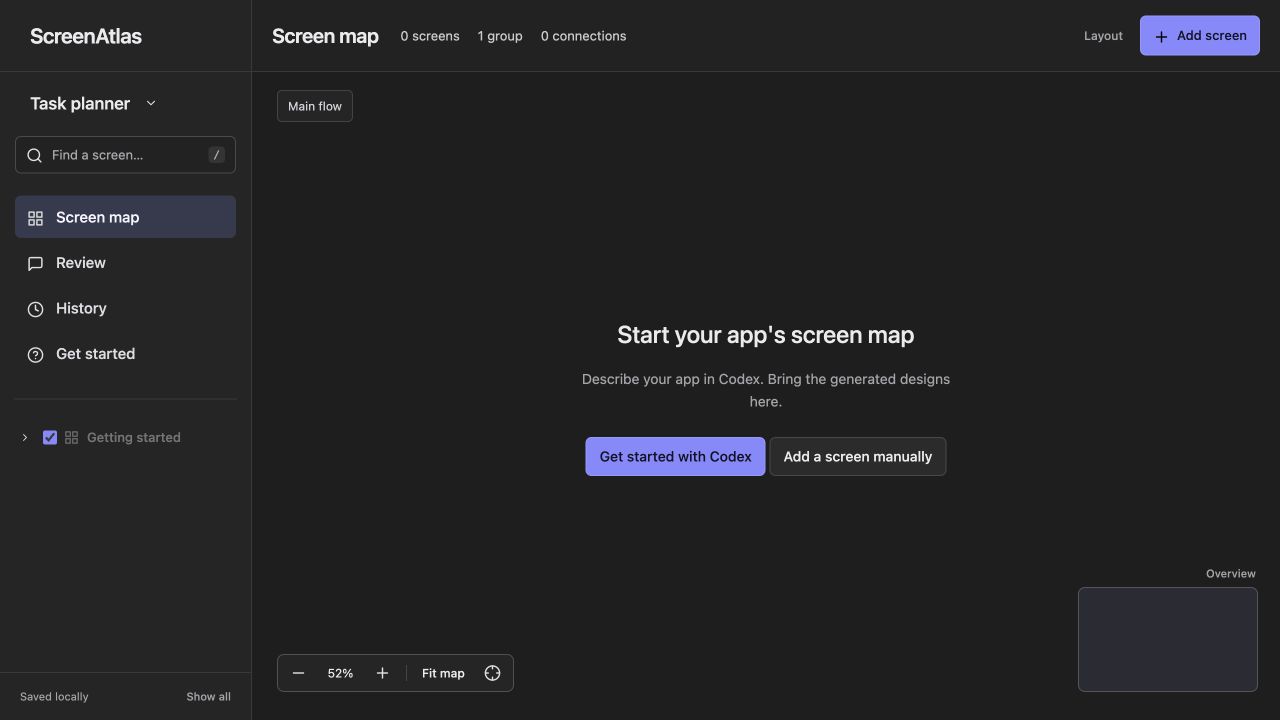 ScreenAtlas
Task planner
Find a screen...
/
Screen map
Review
History
Get started
Getting started
Saved locally
Show all
Screen map
0 screens
1 group
0 connections
Layout
+ Add screen
Main flow
Start your app's screen map
Describe your app in Codex. Bring the generated designs
here.
Get started with Codex
Add a screen manually
Overview
52%
Fit map